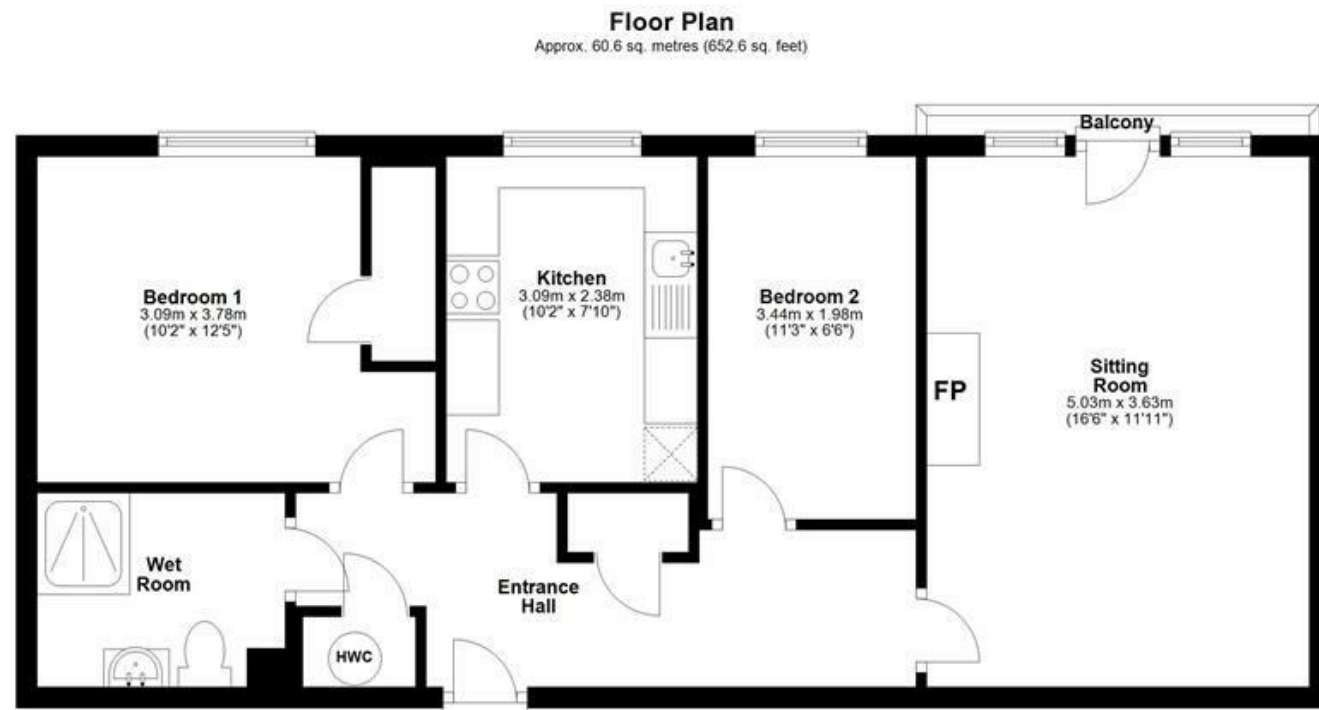 Floor Plan
Approx. 60.6 sq. metres (652.6 sq. feet)
Balcony
Bedroom 1
3.09m x 3.78m
(10'2" x 12'5")
Kitchen
3.09m x 2.38m
(10'2" x 7'10")
Bedroom 2
3.44m x 1.98m
(11'3" x 6'6")
FP
Sitting
Room
5.03m x 3.63m
(16'6" x 11'11")
Wet
Room
Entrance
Hall
HWC